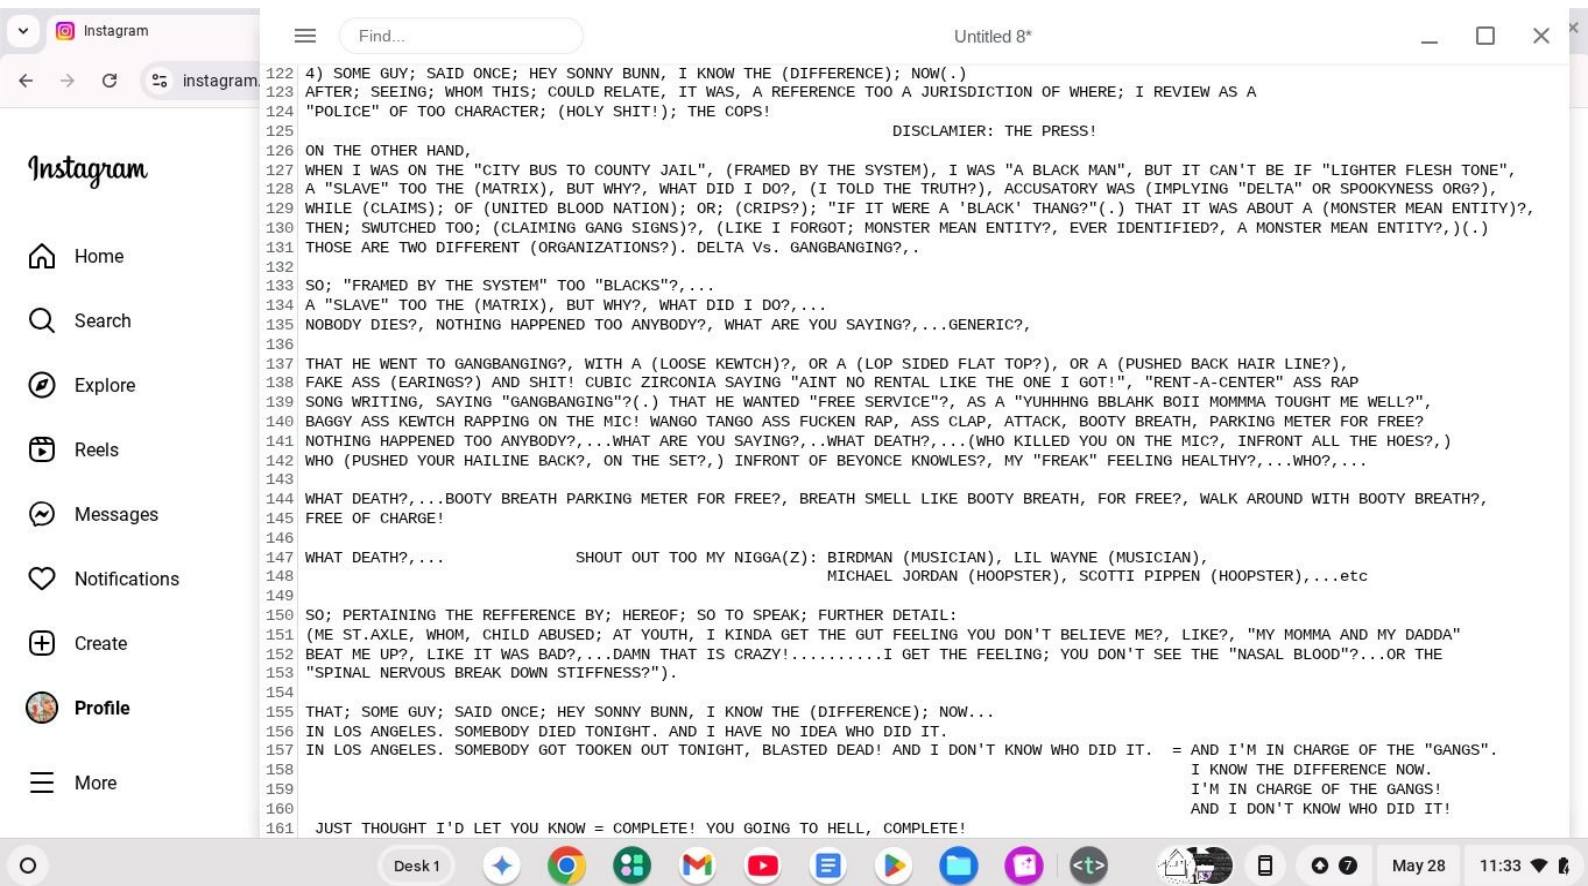 Instagram
Find...
Untitled 8*
instagram.
Instagram
Home
Search
Explore
Reels
Messages
Notifications
Create
Profile
More
122 4) SOME GUY; SAID ONCE; HEY SONNY BUNN, I KNOW THE (DIFFERENCE); NOW(.)
123 AFTER; SEEING; WHOM THIS; COULD RELATE, IT WAS, A REFERENCE TOO A JURISDICTION OF WHERE; I REVIEW AS A
124 "POLICE" OF TOO CHARACTER; (HOLY SHIT!); THE COPS!
125 DISCLAMIER: THE PRESS!
126 ON THE OTHER HAND,
127 WHEN I WAS ON THE "CITY BUS TO COUNTY JAIL", (FRAMED BY THE SYSTEM), I WAS "A BLACK MAN", BUT IT CAN'T BE IF "LIGHTER FLESH TONE",
128 A "SLAVE" TOO THE (MATRIX), BUT WHY?, WHAT DID I DO?, (I TOLD THE TRUTH?), ACCUSATORY WAS (IMPLYING "DELTA" OR SPOOKYNESS ORG?),
129 WHILE (CLAIMS); OF (UNITED BLOOD NATION); OR; (CRIPS?); "IF IT WERE A 'BLACK' THANG?"(.) THAT IT WAS ABOUT A (MONSTER MEAN ENTITY)?,
130 THEN; SWUTCHED TOO; (CLAIMING GANG SIGNS)?, (LIKE I FORGOT; MONSTER MEAN ENTITY?, EVER IDENTIFIED?, A MONSTER MEAN ENTITY?,)(.)
131 THOSE ARE TWO DIFFERENT (ORGANIZATIONS?). DELTA Vs. GANGBANGING?,.
132
133 SO; "FRAMED BY THE SYSTEM" TOO "BLACKS"?,...
134 A "SLAVE" TOO THE (MATRIX), BUT WHY?, WHAT DID I DO?,...
135 NOBODY DIES?, NOTHING HAPPENED TOO ANYBODY?, WHAT ARE YOU SAYING?,...GENERIC?,
136
137 THAT HE WENT TO GANGBANGING?, WITH A (LOOSE KEWTCH)?, OR A (LOP SIDED FLAT TOP?), OR A (PUSHED BACK HAIR LINE?),
138 FAKE ASS (EARINGS?) AND SHIT! CUBIC ZIRCONIA SAYING "AINT NO RENTAL LIKE THE ONE I GOT!", "RENT-A-CENTER" ASS RAP
139 SONG WRITING, SAYING "GANGBANGING"?(.) THAT HE WANTED "FREE SERVICE"?, AS A "YUHHHNG BBLAHK BOII MOMMMA TOUGHT ME WELL?",
140 BAGGY ASS KEWTCH RAPPING ON THE MIC! WANGO TANGO ASS FUCKEN RAP, ASS CLAP, ATTACK, BOOTY BREATH, PARKING METER FOR FREE?
141 NOTHING HAPPENED TOO ANYBODY?,...WHAT ARE YOU SAYING?,..WHAT DEATH?,...(WHO KILLED YOU ON THE MIC?, INFRONT ALL THE HOES?,)
142 WHO (PUSHED YOUR HAILINE BACK?, ON THE SET?,) INFRONT OF BEYONCE KNOWLES?, MY "FREAK" FEELING HEALTHY?,...WHO?,...
143
144 WHAT DEATH?,...BOOTY BREATH PARKING METER FOR FREE?, BREATH SMELL LIKE BOOTY BREATH, FOR FREE?, WALK AROUND WITH BOOTY BREATH?,
145 FREE OF CHARGE!
146
147 WHAT DEATH?,... SHOUT OUT TOO MY NIGGA(Z): BIRDMAN (MUSICIAN), LIL WAYNE (MUSICIAN),
148 MICHAEL JORDAN (HOOPSTER), SCOTTI PIPPEN (HOOPSTER),...etc
149
150 SO; PERTAINING THE REFFERENCE BY; HEREOF; SO TO SPEAK; FURTHER DETAIL:
151 (ME ST.AXLE, WHOM, CHILD ABUSED; AT YOUTH, I KINDA GET THE GUT FEELING YOU DON'T BELIEVE ME?, LIKE?, "MY MOMMA AND MY DADDA"
152 BEAT ME UP?, LIKE IT WAS BAD?,...DAMN THAT IS CRAZY!..........I GET THE FEELING; YOU DON'T SEE THE "NASAL BLOOD"?...OR THE
153 "SPINAL NERVOUS BREAK DOWN STIFFNESS?").
154
155 THAT; SOME GUY; SAID ONCE; HEY SONNY BUNN, I KNOW THE (DIFFERENCE); NOW...
156 IN LOS ANGELES. SOMEBODY DIED TONIGHT. AND I HAVE NO IDEA WHO DID IT.
157 IN LOS ANGELES. SOMEBODY GOT TOOKEN OUT TONIGHT, BLASTED DEAD! AND I DON'T KNOW WHO DID IT. = AND I'M IN CHARGE OF THE "GANGS".
158 I KNOW THE DIFFERENCE NOW.
159 I'M IN CHARGE OF THE GANGS!
160 AND I DON'T KNOW WHO DID IT!
161 JUST THOUGHT I'D LET YOU KNOW = COMPLETE! YOU GOING TO HELL, COMPLETE!
Desk 1
<t>
7
May 28
11:33